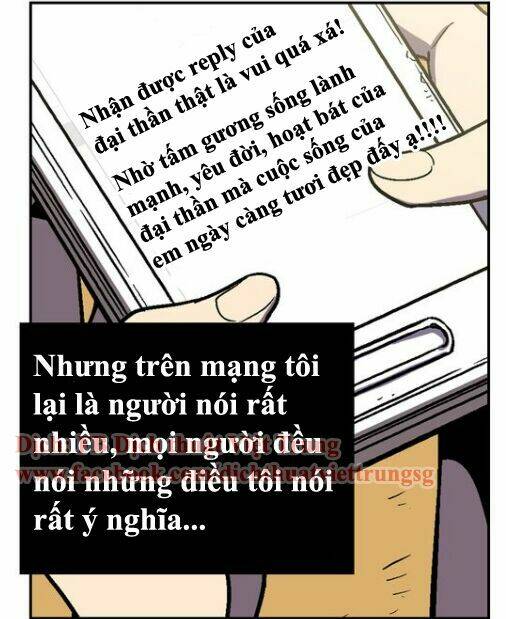 Nhận được reply của
đại thần thật là vui quá xá!
Nhờ tấm gương sống lành
mạnh, yêu đời, hoạt bát của
đại thần mà cuộc sống của
em ngày càng tươi đẹp đấy ạ!!!!
Nhưng trên mạng tôi
lại là người nói rất
nhiều, mọi người đều
nói những điều tôi nói
rất ý nghĩa...